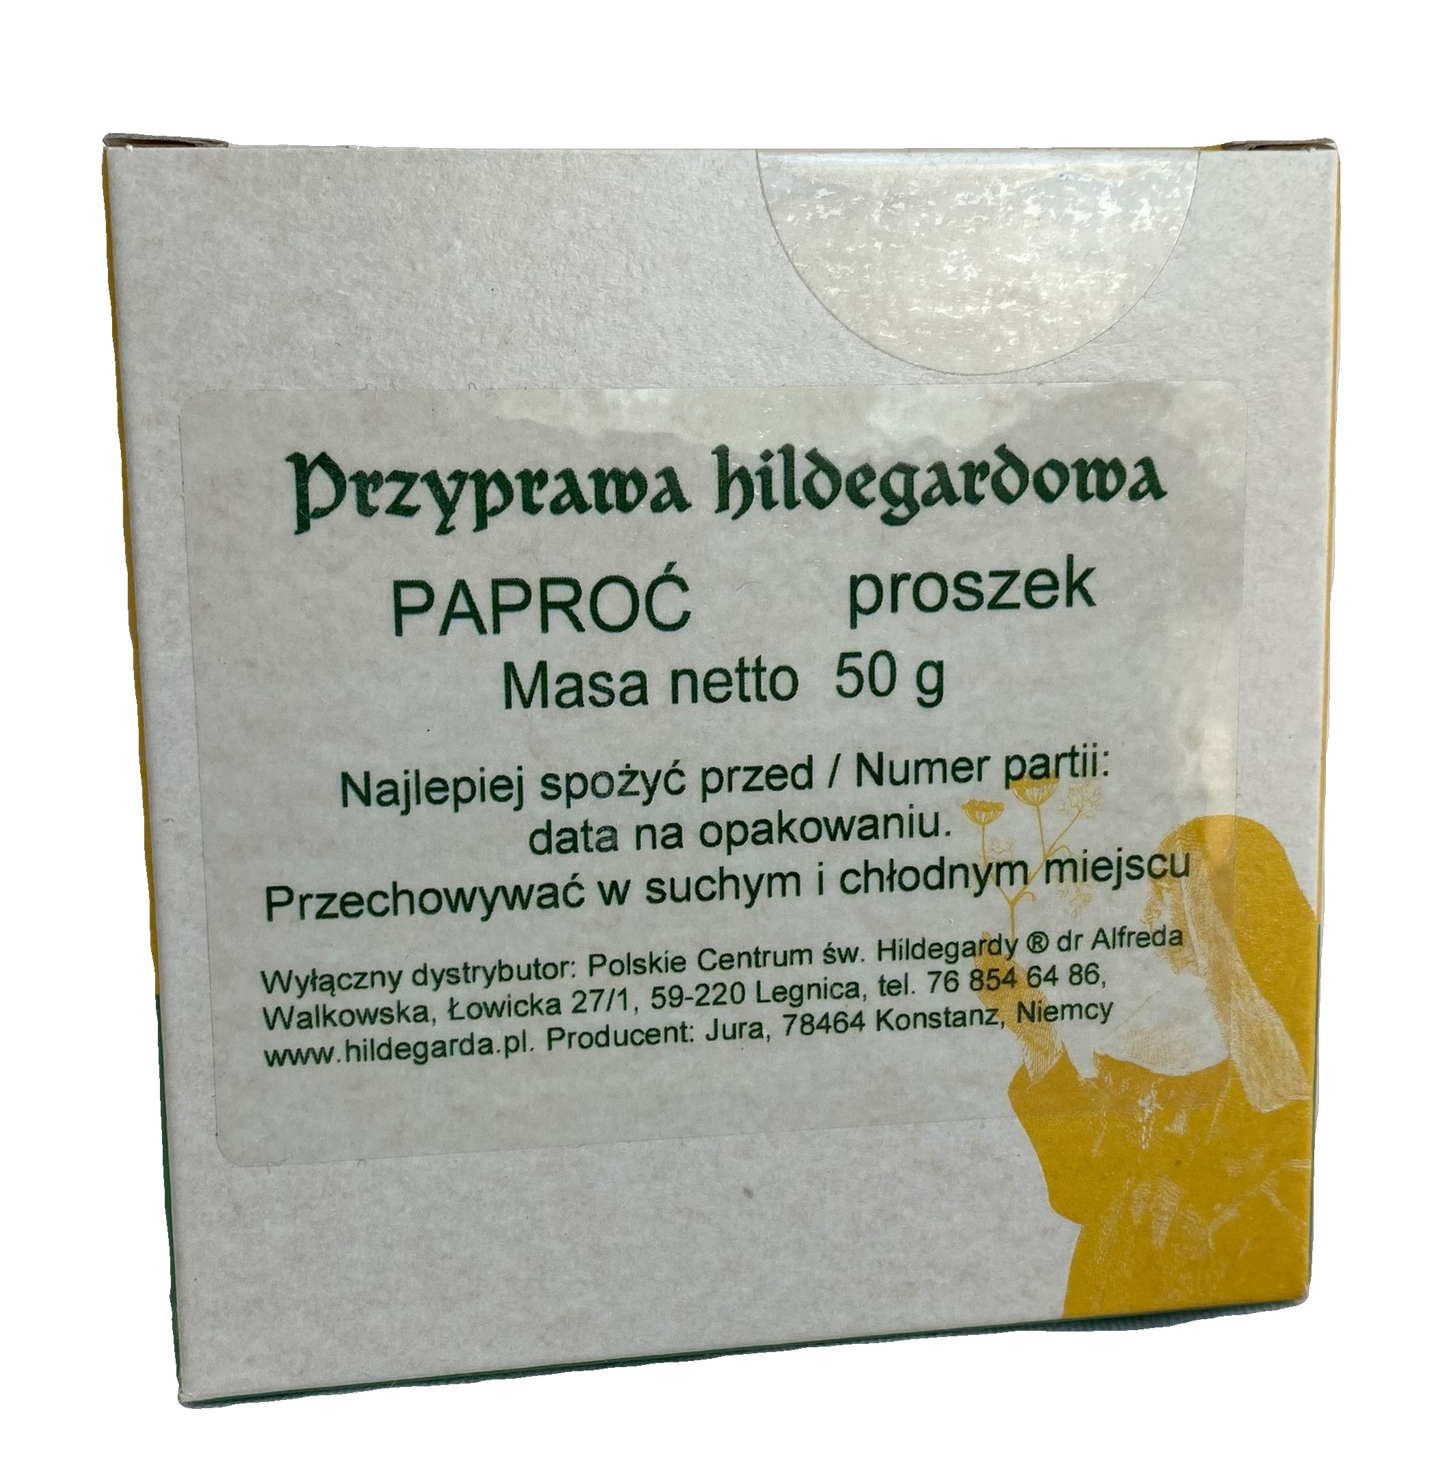 Przyprawa hildegardowa
PAPROĆ proszek
Masa netto 50 g
Najlepiej spożyć przed / Numer partii:
data na opakowaniu.
Przechowywać w suchym i chłodnym miejscu
Wyłączny dystrybutor: Polskie Centrum św. Hildegardy ® dr Alfreda
Walkowska, Łowicka 27/1, 59-220 Legnica, tel. 76 854 64 86,
www.hildegarda.pl. Producent: Jura, 78464 Konstanz, Niemcy